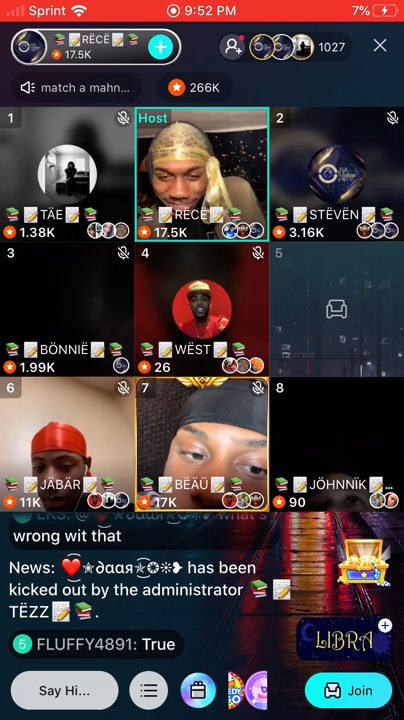 Sprint 9:52 PM 7%
📚📝RËCË📝📚
17.5K
1027
match a mahn...
266K
1 Host 2
📚📝TÄE📝📚 📚📝RËCË📝📚 📚📝STËVËN📝📚
1.38K 17.5K 3.16K
3 4 5
📚📝BÖNNIË📝📚 📚📝WËST📝📚
1.99K 26
6 7 8
📚📝JÄBÄR📝📚 📚📝BËÄÜ📝📚 📚📝JÖHNNÏK📝...
11K 17K 90
wrong wit that
News: ❤️✯∂ααя✯۞❊❥ has been
kicked out by the administrator 📚📝
TËZZ📝📚.
5 FLUFFY4891: True
LIBRA
Say Hi... Join